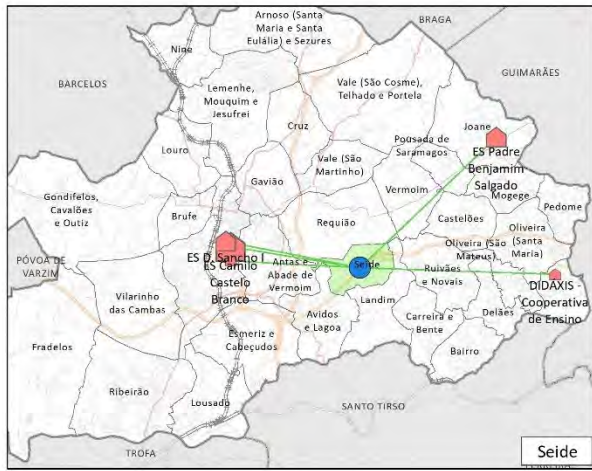 BRAGA
Arnoso (Santa
Maria e Santa
Eulália) e Sezures
Nine
GUIMARÃES
BARCELOS
Lemenhe,
Mouquim e
Jesufrei
Vale (São Cosme),
Telhado e Portela
Cruz
Joane
ES Padre
Benjamim
Salgado
Pousada de
Saramagos
Louro
Vale (São
Martinho)
Gavião
Vermoim
Mogege
Pedome
Gondifelos,
Cavalões
e Outiz
Brufe
Requião
Castelões
Oliveira
(Santa
Maria)
Oliveira (São
Mateus)
PÓVOA DE
VARZIM
ES D. Sancho I
ES Camilo
Castelo
Branco
Antas e
Abade de
Vermoim
Seide
Ruivães
e Novais
DIDAXIS -
Cooperativa
de Ensino
Vilarinho
das Cambas
Landim
Delães
Avidos
e Lagoa
Carreira e
Bente
Esmeriz e
Cabeçudos
Fradelos
Bairro
Ribeirão
Lousado
SANTO TIRSO
TROFA
Seide